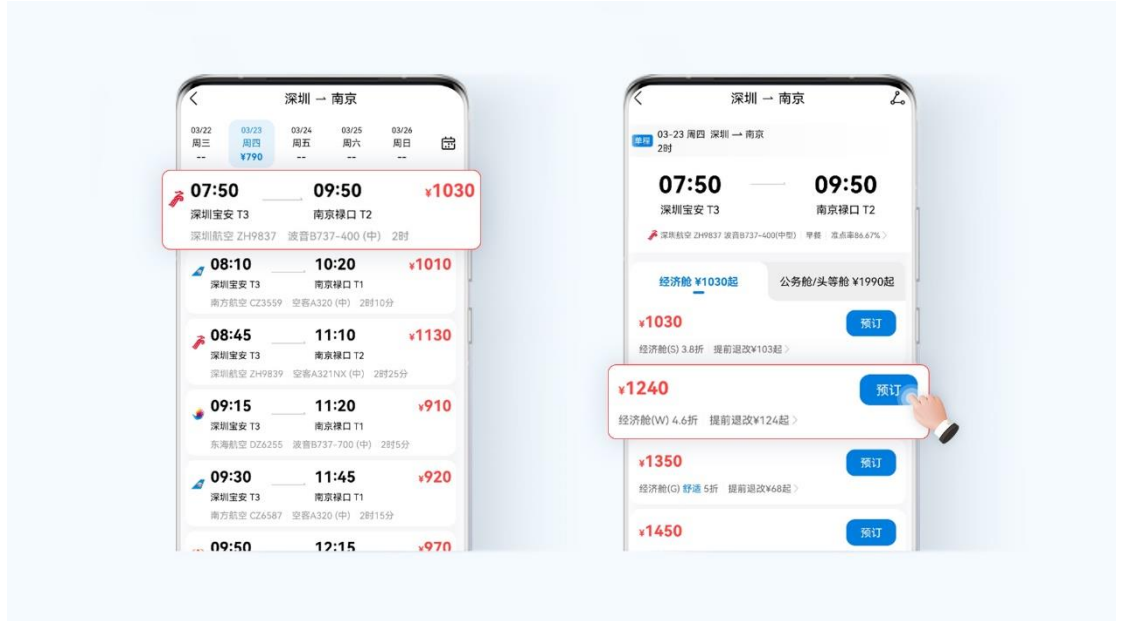 深圳 → 南京
03/22
周三
--
03/23
周四
¥790
03/24
周五
--
03/25
周六
--
03/26
周日
--
07:50 09:50 ¥1030
深圳宝安 T3 南京禄口 T2
深圳航空 ZH9837 波音B737-400 (中) 2时
08:10 10:20 ¥1010
深圳宝安 T3 南京禄口 T1
南方航空 CZ3559 空客A320 (中) 2时10分
08:45 11:10 ¥1130
深圳宝安 T3 南京禄口 T2
深圳航空 ZH9839 空客A321NX (中) 2时25分
09:15 11:20 ¥910
深圳宝安 T3 南京禄口 T1
东海航空 DZ6255 波音B737-700 (中) 2时5分
09:30 11:45 ¥920
深圳宝安 T3 南京禄口 T1
南方航空 CZ6587 空客A320 (中) 2时15分
09:50 12:15 ¥970
深圳 → 南京
单程 03-23 周四 深圳 → 南京
2时
07:50 09:50
深圳宝安 T3 南京禄口 T2
深圳航空 ZH9837 波音B737-400(中型) 早餐 准点率86.67%
经济舱 ¥1030起 公务舱/头等舱 ¥1990起
¥1030 预订
经济舱(S) 3.8折 提前退改¥103起
¥1240 预订
经济舱(W) 4.6折 提前退改¥124起
¥1350 预订
经济舱(G) 舒适 5折 提前退改¥68起
¥1450 预订